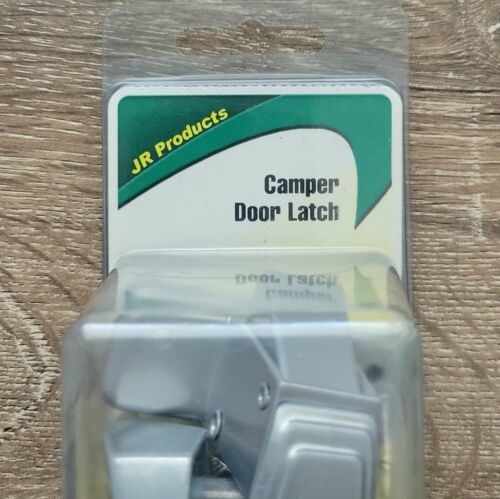 JR Products
Camper
Door Latch